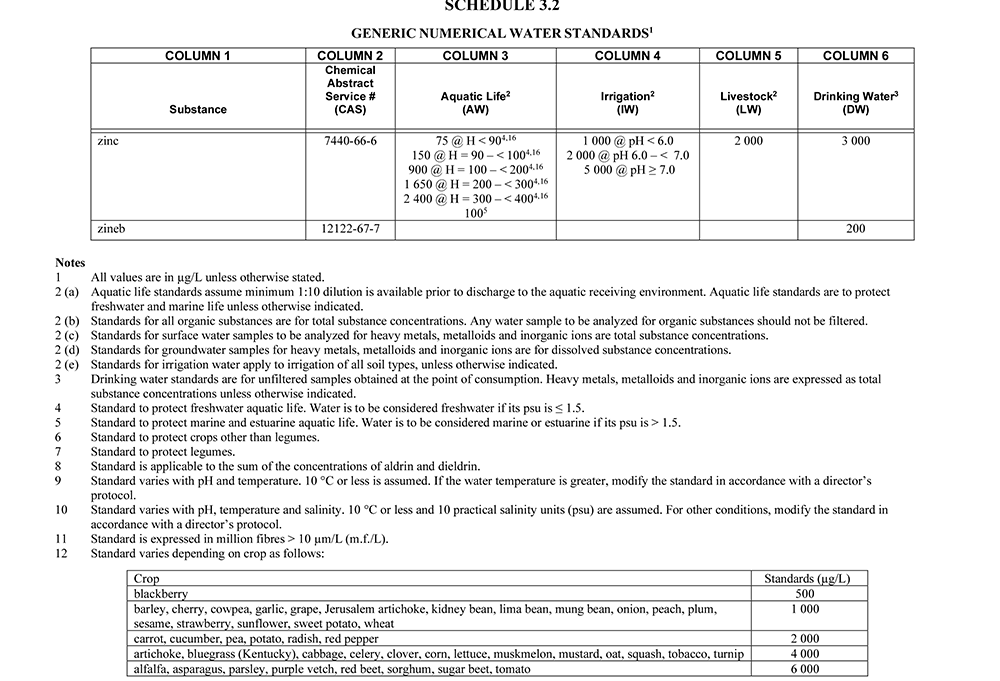 SCHEDULE 3.2
GENERIC NUMERICAL WATER STANDARDS¹
COLUMN 1 COLUMN 2 COLUMN 3 COLUMN 4 COLUMN 5 COLUMN 6
Substance
Chemical
Abstract
Service #
(CAS)
Aquatic Life²
(AW)
Irrigation²
(IW)
Livestock²
(LW)
Drinking Water³
(DW)
zinc 7440-66-6 75 @ H < 90⁴,¹⁶ 1 000 @ pH < 6.0 2 000 3 000
150 @ H = 90 – < 100⁴,¹⁶ 2 000 @ pH 6.0 – < 7.0
900 @ H = 100 – < 200⁴,¹⁶ 5 000 @ pH ≥ 7.0
1 650 @ H = 200 – < 300⁴,¹⁶
2 400 @ H = 300 – < 400⁴,¹⁶
100⁵
zineb 12122-67-7 200
Notes
1 All values are in µg/L unless otherwise stated.
2 (a) Aquatic life standards assume minimum 1:10 dilution is available prior to discharge to the aquatic receiving environment. Aquatic life standards are to protect
freshwater and marine life unless otherwise indicated.
2 (b) Standards for all organic substances are for total substance concentrations. Any water sample to be analyzed for organic substances should not be filtered.
2 (c) Standards for surface water samples to be analyzed for heavy metals, metalloids and inorganic ions are total substance concentrations.
2 (d) Standards for groundwater samples for heavy metals, metalloids and inorganic ions are for dissolved substance concentrations.
2 (e) Standards for irrigation water apply to irrigation of all soil types, unless otherwise indicated.
3 Drinking water standards are for unfiltered samples obtained at the point of consumption. Heavy metals, metalloids and inorganic ions are expressed as total
substance concentrations unless otherwise indicated.
4 Standard to protect freshwater aquatic life. Water is to be considered freshwater if its psu is ≤ 1.5.
5 Standard to protect marine and estuarine aquatic life. Water is to be considered marine or estuarine if its psu is > 1.5.
6 Standard to protect crops other than legumes.
7 Standard to protect legumes.
8 Standard is applicable to the sum of the concentrations of aldrin and dieldrin.
9 Standard varies with pH and temperature. 10 °C or less is assumed. If the water temperature is greater, modify the standard in accordance with a director's
protocol.
10 Standard varies with pH, temperature and salinity. 10 °C or less and 10 practical salinity units (psu) are assumed. For other conditions, modify the standard in
accordance with a director's protocol.
11 Standard is expressed in million fibres > 10 µm/L (m.f./L).
12 Standard varies depending on crop as follows:
Crop Standards (µg/L)
blackberry 500
barley, cherry, cowpea, garlic, grape, Jerusalem artichoke, kidney bean, lima bean, mung bean, onion, peach, plum, 1 000
sesame, strawberry, sunflower, sweet potato, wheat
carrot, cucumber, pea, potato, radish, red pepper 2 000
artichoke, bluegrass (Kentucky), cabbage, celery, clover, corn, lettuce, muskmelon, mustard, oat, squash, tobacco, turnip 4 000
alfalfa, asparagus, parsley, purple vetch, red beet, sorghum, sugar beet, tomato 6 000